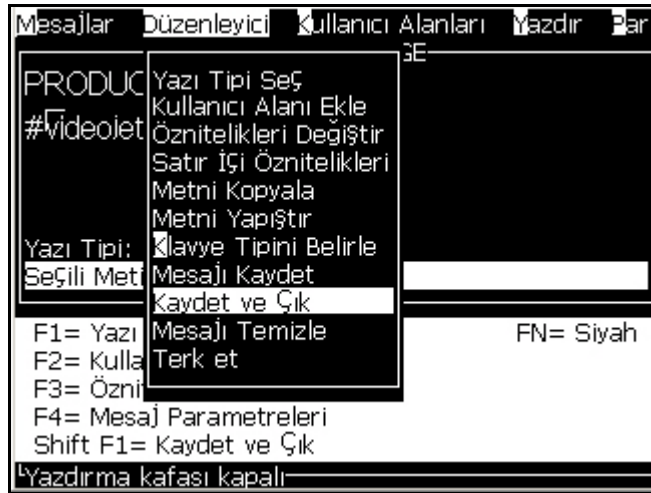 Mesajlar Düzenleyici Kullanıcı Alanları Yazdır Par
GE
PRODUC
#Videojet
Yazı Tipi Seç
Kullanıcı Alanı Ekle
Öznitelikleri Değiştir
Satır İçi Öznitelikleri
Metni Kopyala
Metni Yapıştır
Klavye Tipini Belirle
Mesajı Kaydet
Kaydet ve Çık
Mesajı Temizle
Terk et
Yazı Tipi:
Seçili Meti
F1= Yazı FN= Siyah
F2= Kulla
F3= Özni
F4= Mesaj Parametreleri
Shift F1= Kaydet ve Çık
Yazdırma kafası kapalı